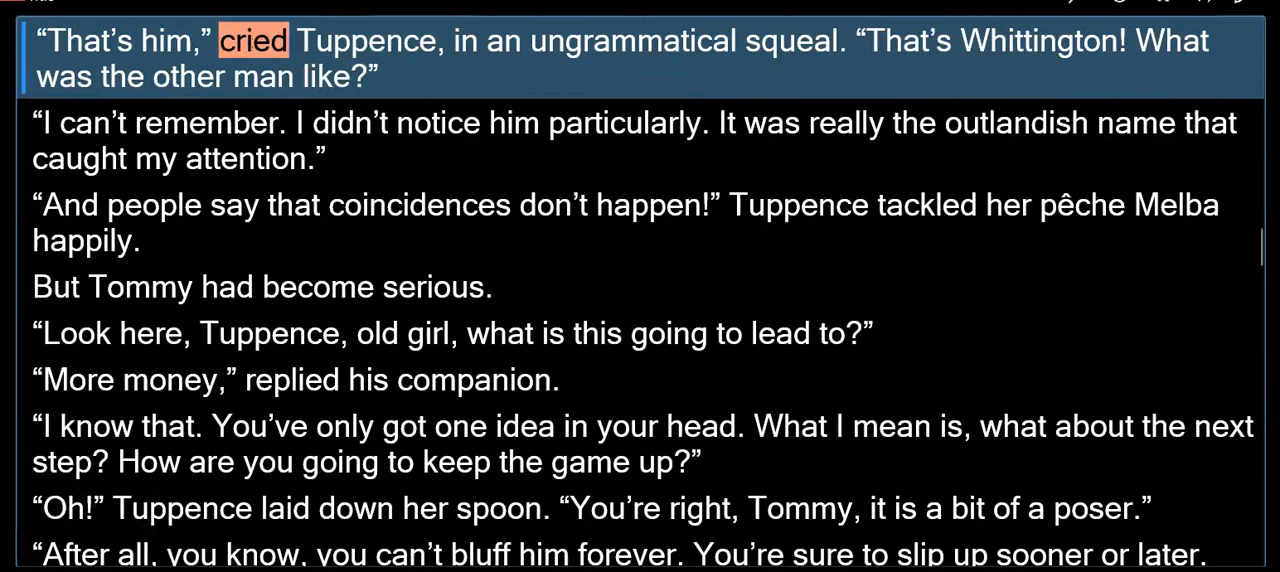 “That’s him,” cried Tuppence, in an ungrammatical squeal. “That’s Whittington! What
was the other man like?”
“I can’t remember. I didn’t notice him particularly. It was really the outlandish name that
caught my attention.”
“And people say that coincidences don’t happen!” Tuppence tackled her pêche Melba
happily.
But Tommy had become serious.
“Look here, Tuppence, old girl, what is this going to lead to?”
“More money,” replied his companion.
“I know that. You’ve only got one idea in your head. What I mean is, what about the next
step? How are you going to keep the game up?”
“Oh!” Tuppence laid down her spoon. “You’re right, Tommy, it is a bit of a poser.”
“After all, you know, you can’t bluff him forever. You’re sure to slip up sooner or later.